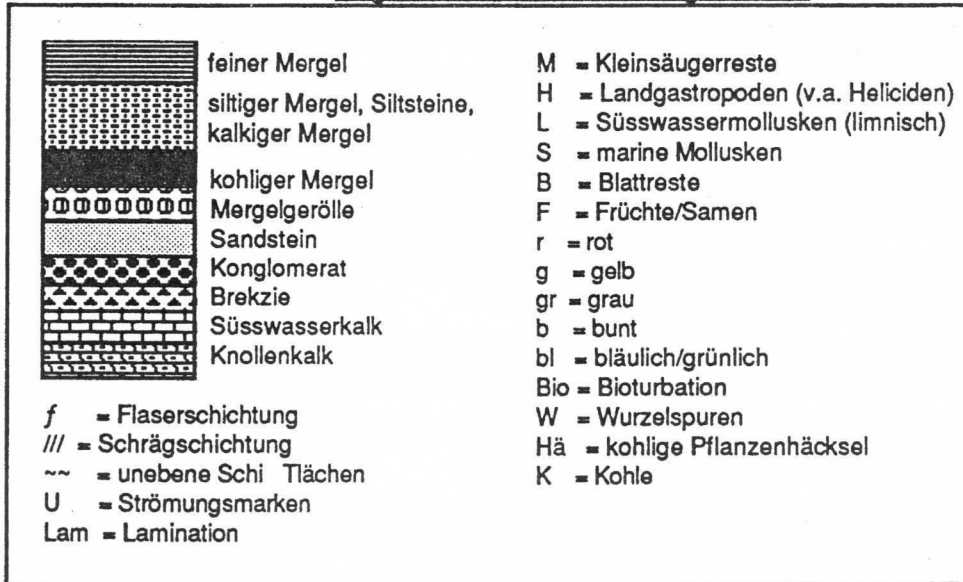 feiner Mergel
siltiger Mergel, Siltsteine,
kalkiger Mergel
kohliger Mergel
Mergelgerölle
Sandstein
Konglomerat
Brekzie
Süsswasserkalk
Knollenkalk
f = Flaserschichtung
/// = Schrägschichtung
~~ = unebene Schi Tlächen
U = Strömungsmarken
Lam = Lamination
M = Kleinsäugerreste
H = Landgastropoden (v.a. Heliciden)
L = Süsswassermollusken (limnisch)
S = marine Mollusken
B = Blattreste
F = Früchte/Samen
r = rot
g = gelb
gr = grau
b = bunt
bl = bläulich/grünlich
Bio = Bioturbation
W = Wurzelspuren
Hä = kohlige Pflanzenhäcksel
K = Kohle